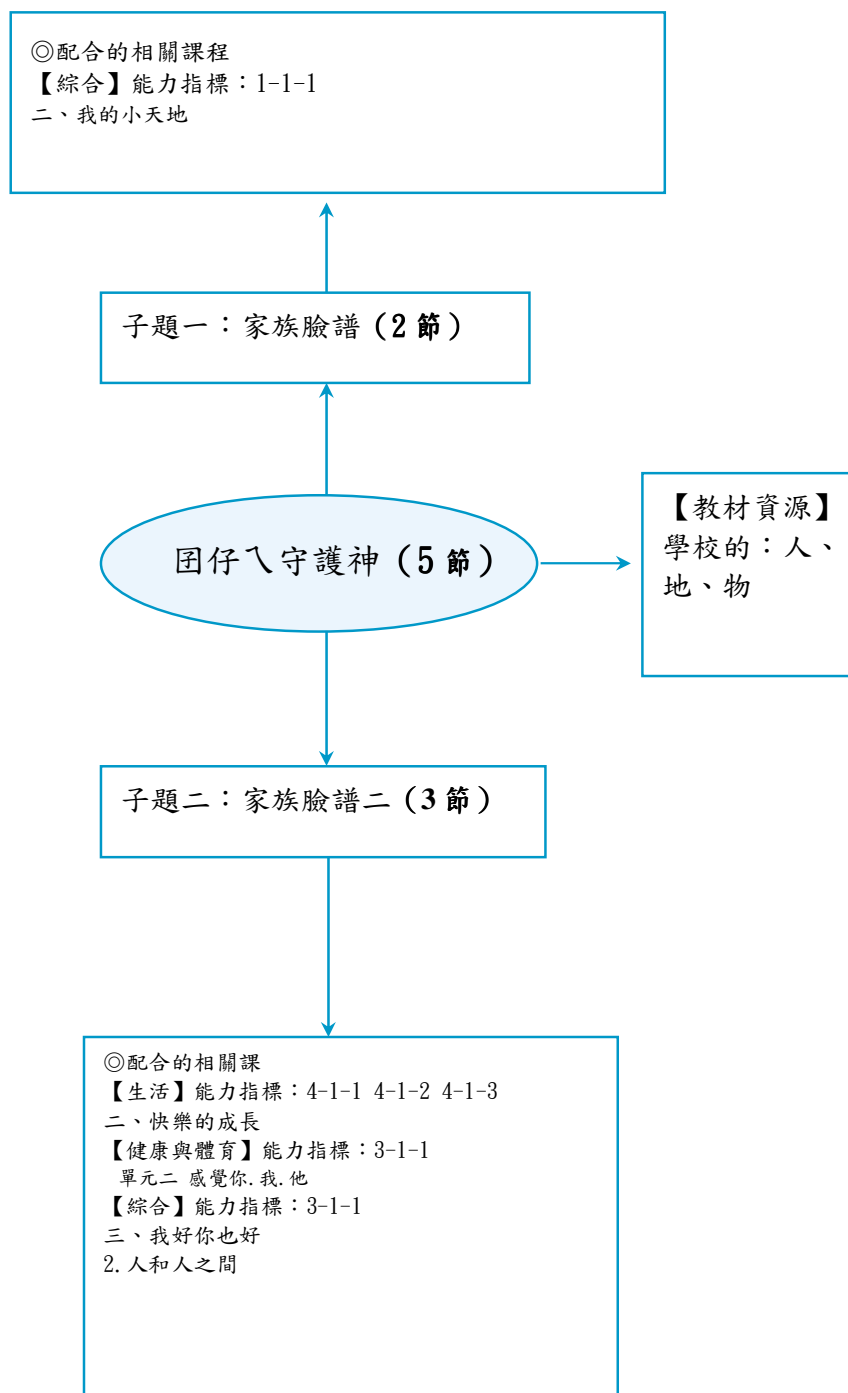 ◎配合的相關課程
【綜合】能力指標：1-1-1
二、我的小天地
子題一：家族臉譜（2 節）
囝仔ㄟ守護神（5 節）
【教材資源】
學校的：人、
地、物
子題二：家族臉譜二（3 節）
◎配合的相關課
【生活】能力指標：4-1-1 4-1-2 4-1-3
二、快樂的成長
【健康與體育】能力指標：3-1-1
單元二 感覺你.我.他
【綜合】能力指標：3-1-1
三、我好你也好
2.人和人之間